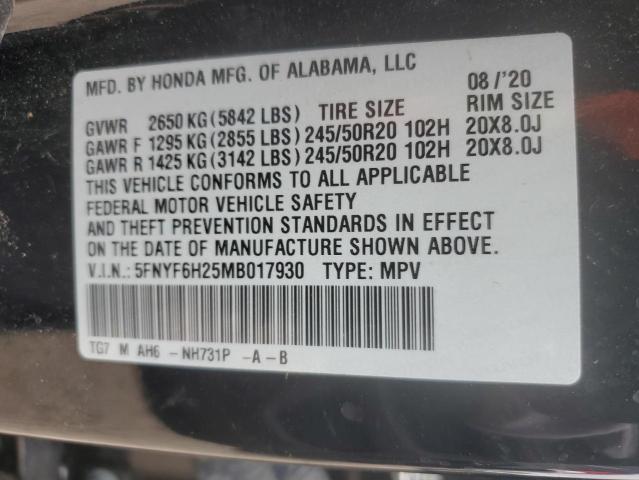 MFD. BY HONDA MFG. OF ALABAMA, LLC 08/'20
GVWR 2650 KG(5842 LBS) TIRE SIZE RIM SIZE
GAWR F 1295 KG(2855 LBS) 245/50R20 102H 20X8.0J
GAWR R 1425 KG(3142 LBS) 245/50R20 102H 20X8.0J
THIS VEHICLE CONFORMS TO ALL APPLICABLE
FEDERAL MOTOR VEHICLE SAFETY
AND THEFT PREVENTION STANDARDS IN EFFECT
ON THE DATE OF MANUFACTURE SHOWN ABOVE.
V.I.N.: 5FNYF6H25MB017930 TYPE: MPV
TG7 M AH6 - NH731P -A-B